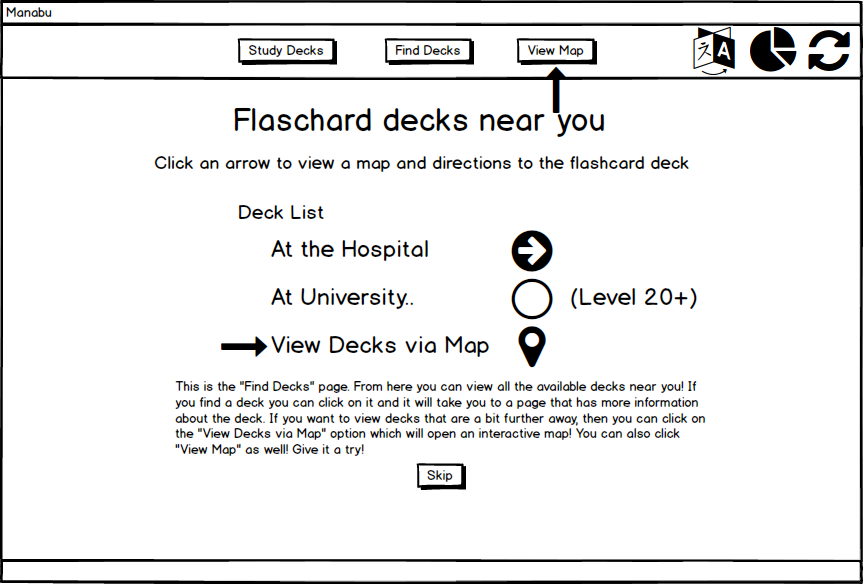 Manabu
Study Decks
Find Decks
View Map
A
Flaschard decks near you
Click an arrow to view a map and directions to the flashcard deck
Deck List
At the Hospital
At University.. (Level 20+)
View Decks via Map
This is the "Find Decks" page. From here you can view all the available decks near you! If
you find a deck you can click on it and it will take you to a page that has more information
about the deck. If you want to view decks that are a bit further away, then you can click on
the "View Decks via Map" option which will open an interactive map! You can also click
"View Map" as well! Give it a try!
Skip